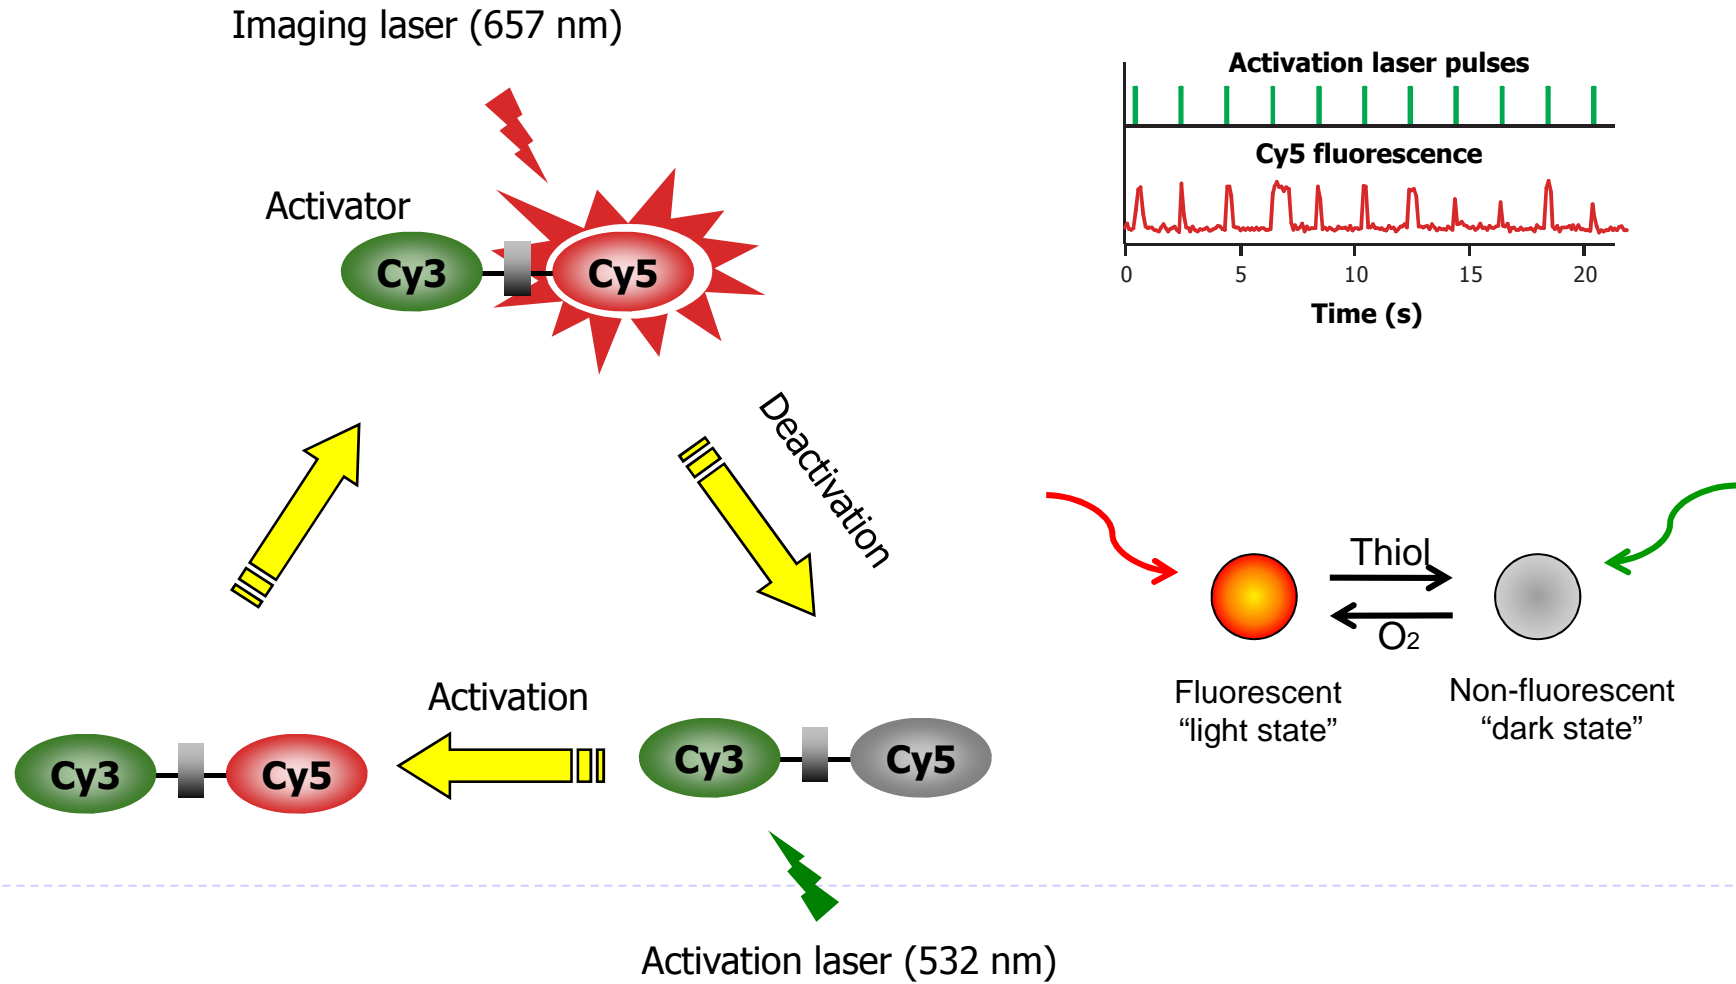 Imaging laser (657 nm)
Activator
Cy3
Cy5
Deactivation
Activation
Cy3
Cy5
Cy3
Cy5
Activation laser (532 nm)
Activation laser pulses
Cy5 fluorescence
0 5 10 15 20
Time (s)
Thiol
O2
Fluorescent
“light state”
Non-fluorescent
“dark state”